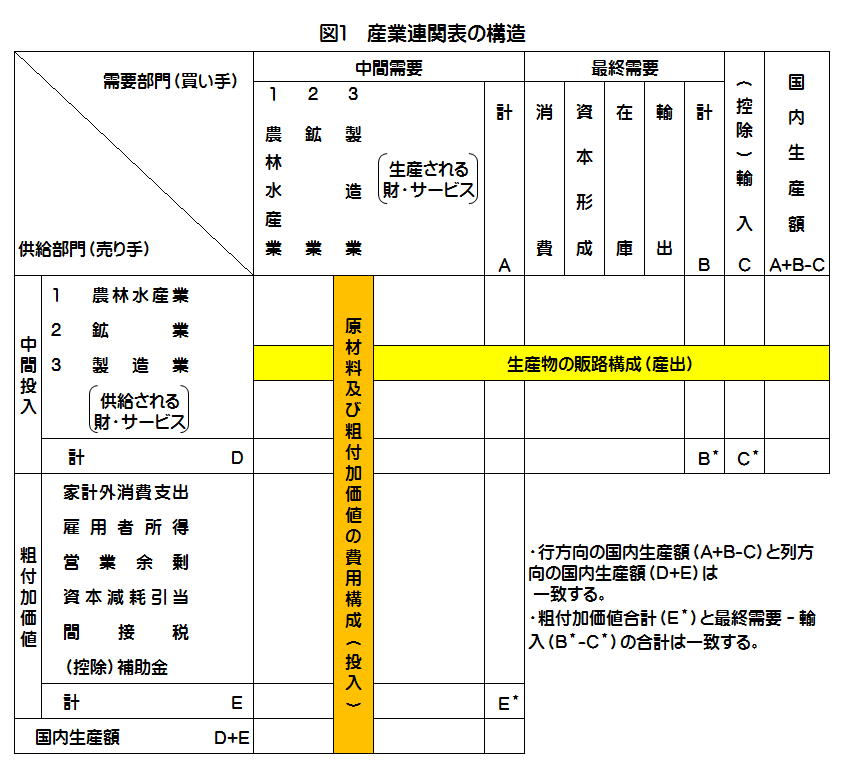 図1 産業連関表の構造
需要部門(買い手)
供給部門(売り手)
中間需要
1 農林水産業
2 鉱業
3 製造業
(生産される
財・サービス)
計 A
最終需要
消費
資本形成
在庫
輸出
計 B
(控除)輸入 C
国内生産額 A+B-C
中間投入
1 農林水産業
2 鉱業
3 製造業
(供給される
財・サービス)
計 D
原材料及び粗付加価値の費用構成(投入)
生産物の販路構成(産出)
B*
C*
粗付加価値
家計外消費支出
雇用者所得
営業余剰
資本減耗引当
間接税
(控除)補助金
計 E
E*
国内生産額 D+E
・行方向の国内生産額(A+B-C)と列方
向の国内生産額(D+E)は
一致する。
・粗付加価値合計(E*)と最終需要-輸
入(B*-C*)の合計は一致する。